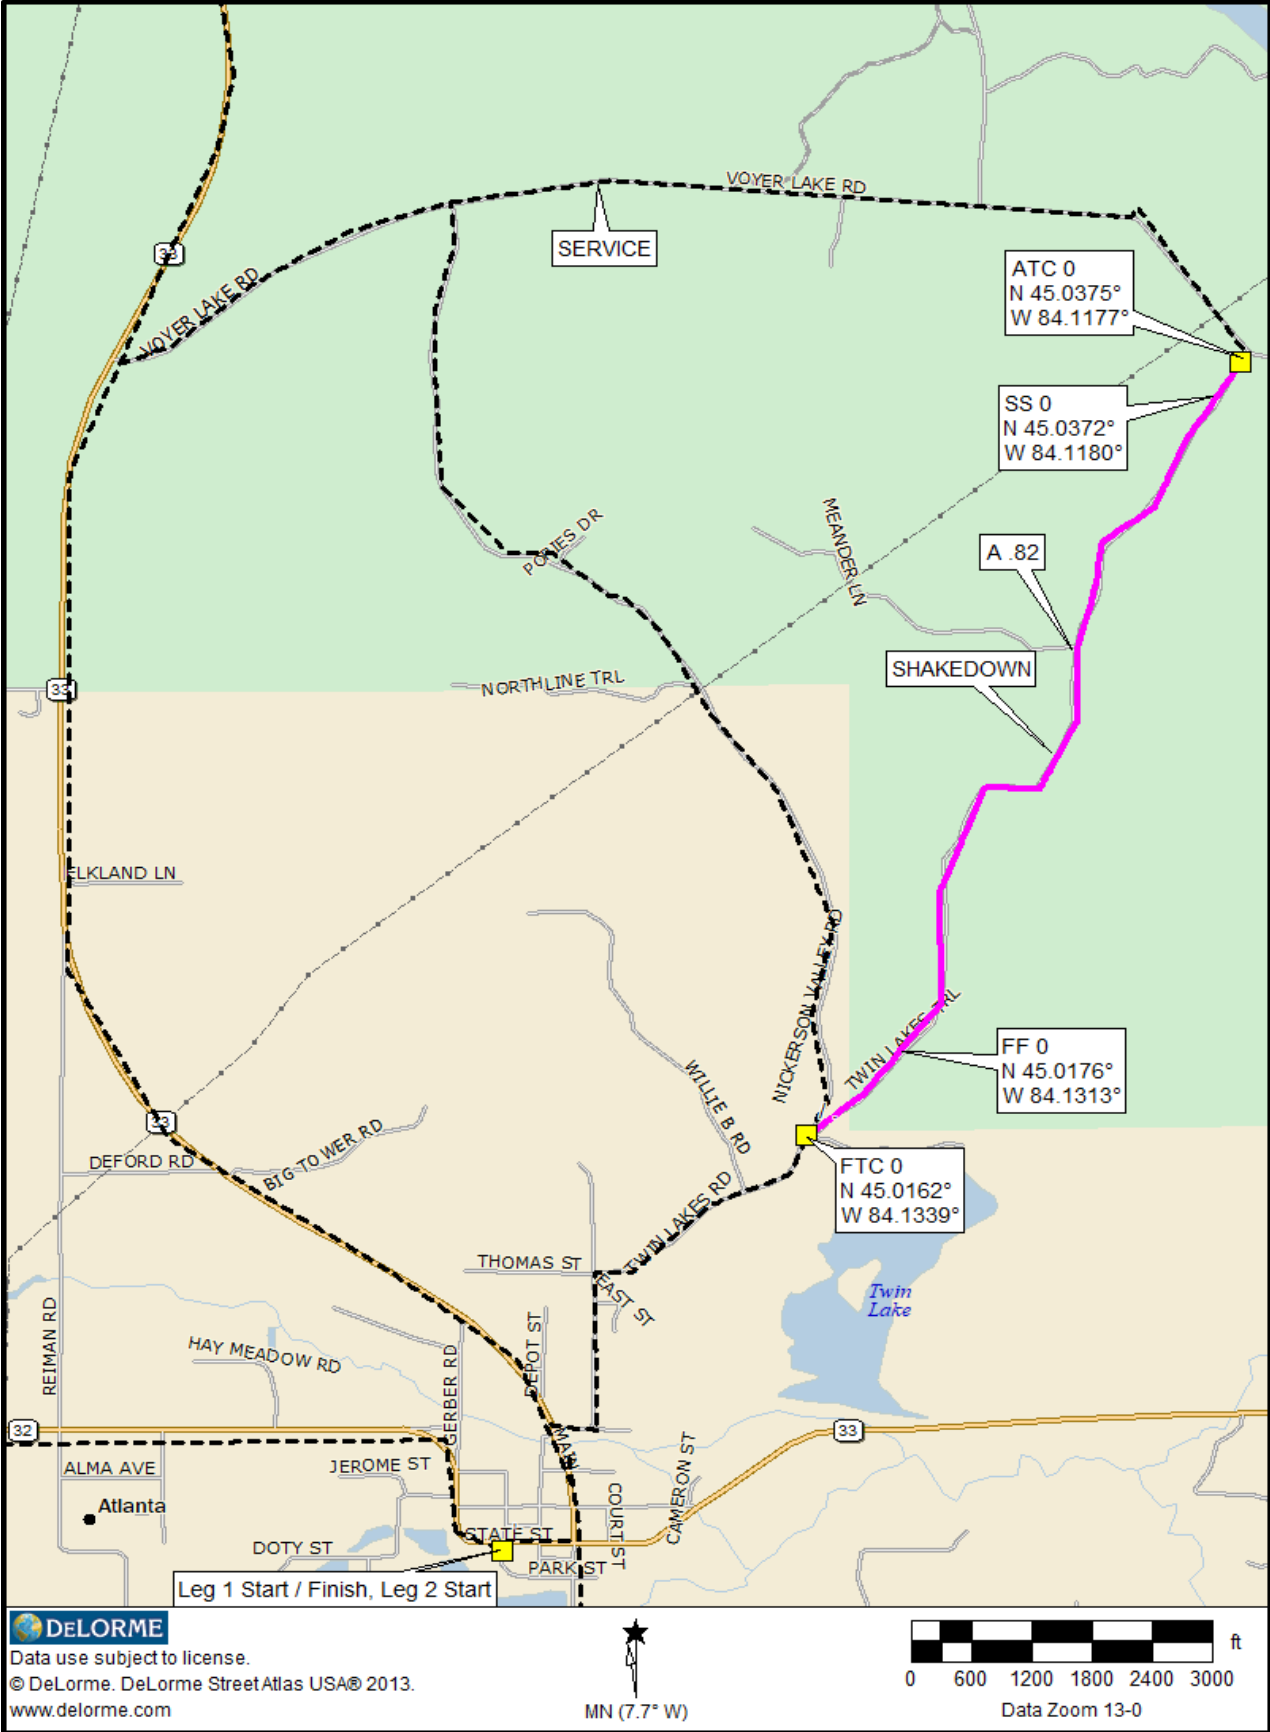 VOYER LAKE RD
SERVICE
33
VOYER LAKE RD
ATC 0
N 45.0375°
W 84.1177°
SS 0
N 45.0372°
W 84.1180°
MEANDER LN
PORIES DR
A .82
SHAKEDOWN
NORTHLINE TRL
33
ELKLAND LN
NICKERSON VALLEY RD
TWIN LAKES TRL
FF 0
N 45.0176°
W 84.1313°
WILLIE B RD
33
DEFORD RD
BIG TOWER RD
FTC 0
N 45.0162°
W 84.1339°
TWIN LAKES RD
THOMAS ST
EAST ST
Twin
Lake
REIMAN RD
HAY MEADOW RD
GERBER RD
DEPOT ST
32
33
MAIN
ALMA AVE
JEROME ST
CAMERON ST
COURT ST
Atlanta
STATE ST
DOTY ST
PARK ST
Leg 1 Start / Finish, Leg 2 Start
DELORME
Data use subject to license.
© DeLorme. DeLorme Street Atlas USA® 2013.
www.delorme.com
MN (7.7° W)
ft
0 600 1200 1800 2400 3000
Data Zoom 13-0